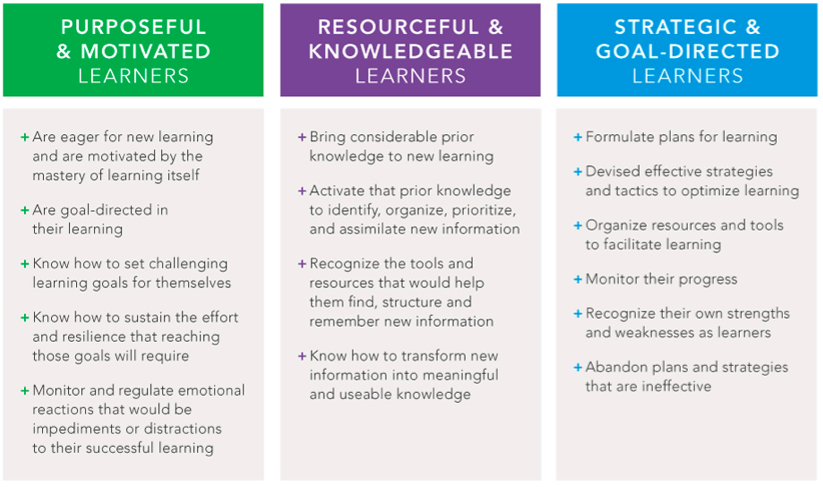 PURPOSEFUL
& MOTIVATED
LEARNERS
+ Are eager for new learning
and are motivated by the
mastery of learning itself
+ Are goal-directed in
their learning
+ Know how to set challenging
learning goals for themselves
+ Know how to sustain the effort
and resilience that reaching
those goals will require
+ Monitor and regulate emotional
reactions that would be
impediments or distractions
to their successful learning
RESOURCEFUL &
KNOWLEDGEABLE
LEARNERS
+ Bring considerable prior
knowledge to new learning
+ Activate that prior knowledge
to identify, organize, prioritize,
and assimilate new information
+ Recognize the tools and
resources that would help
them find, structure and
remember new information
+ Know how to transform new
information into meaningful
and useable knowledge
STRATEGIC &
GOAL-DIRECTED
LEARNERS
+ Formulate plans for learning
+ Devised effective strategies
and tactics to optimize learning
+ Organize resources and tools
to facilitate learning
+ Monitor their progress
+ Recognize their own strengths
and weaknesses as learners
+ Abandon plans and strategies
that are ineffective